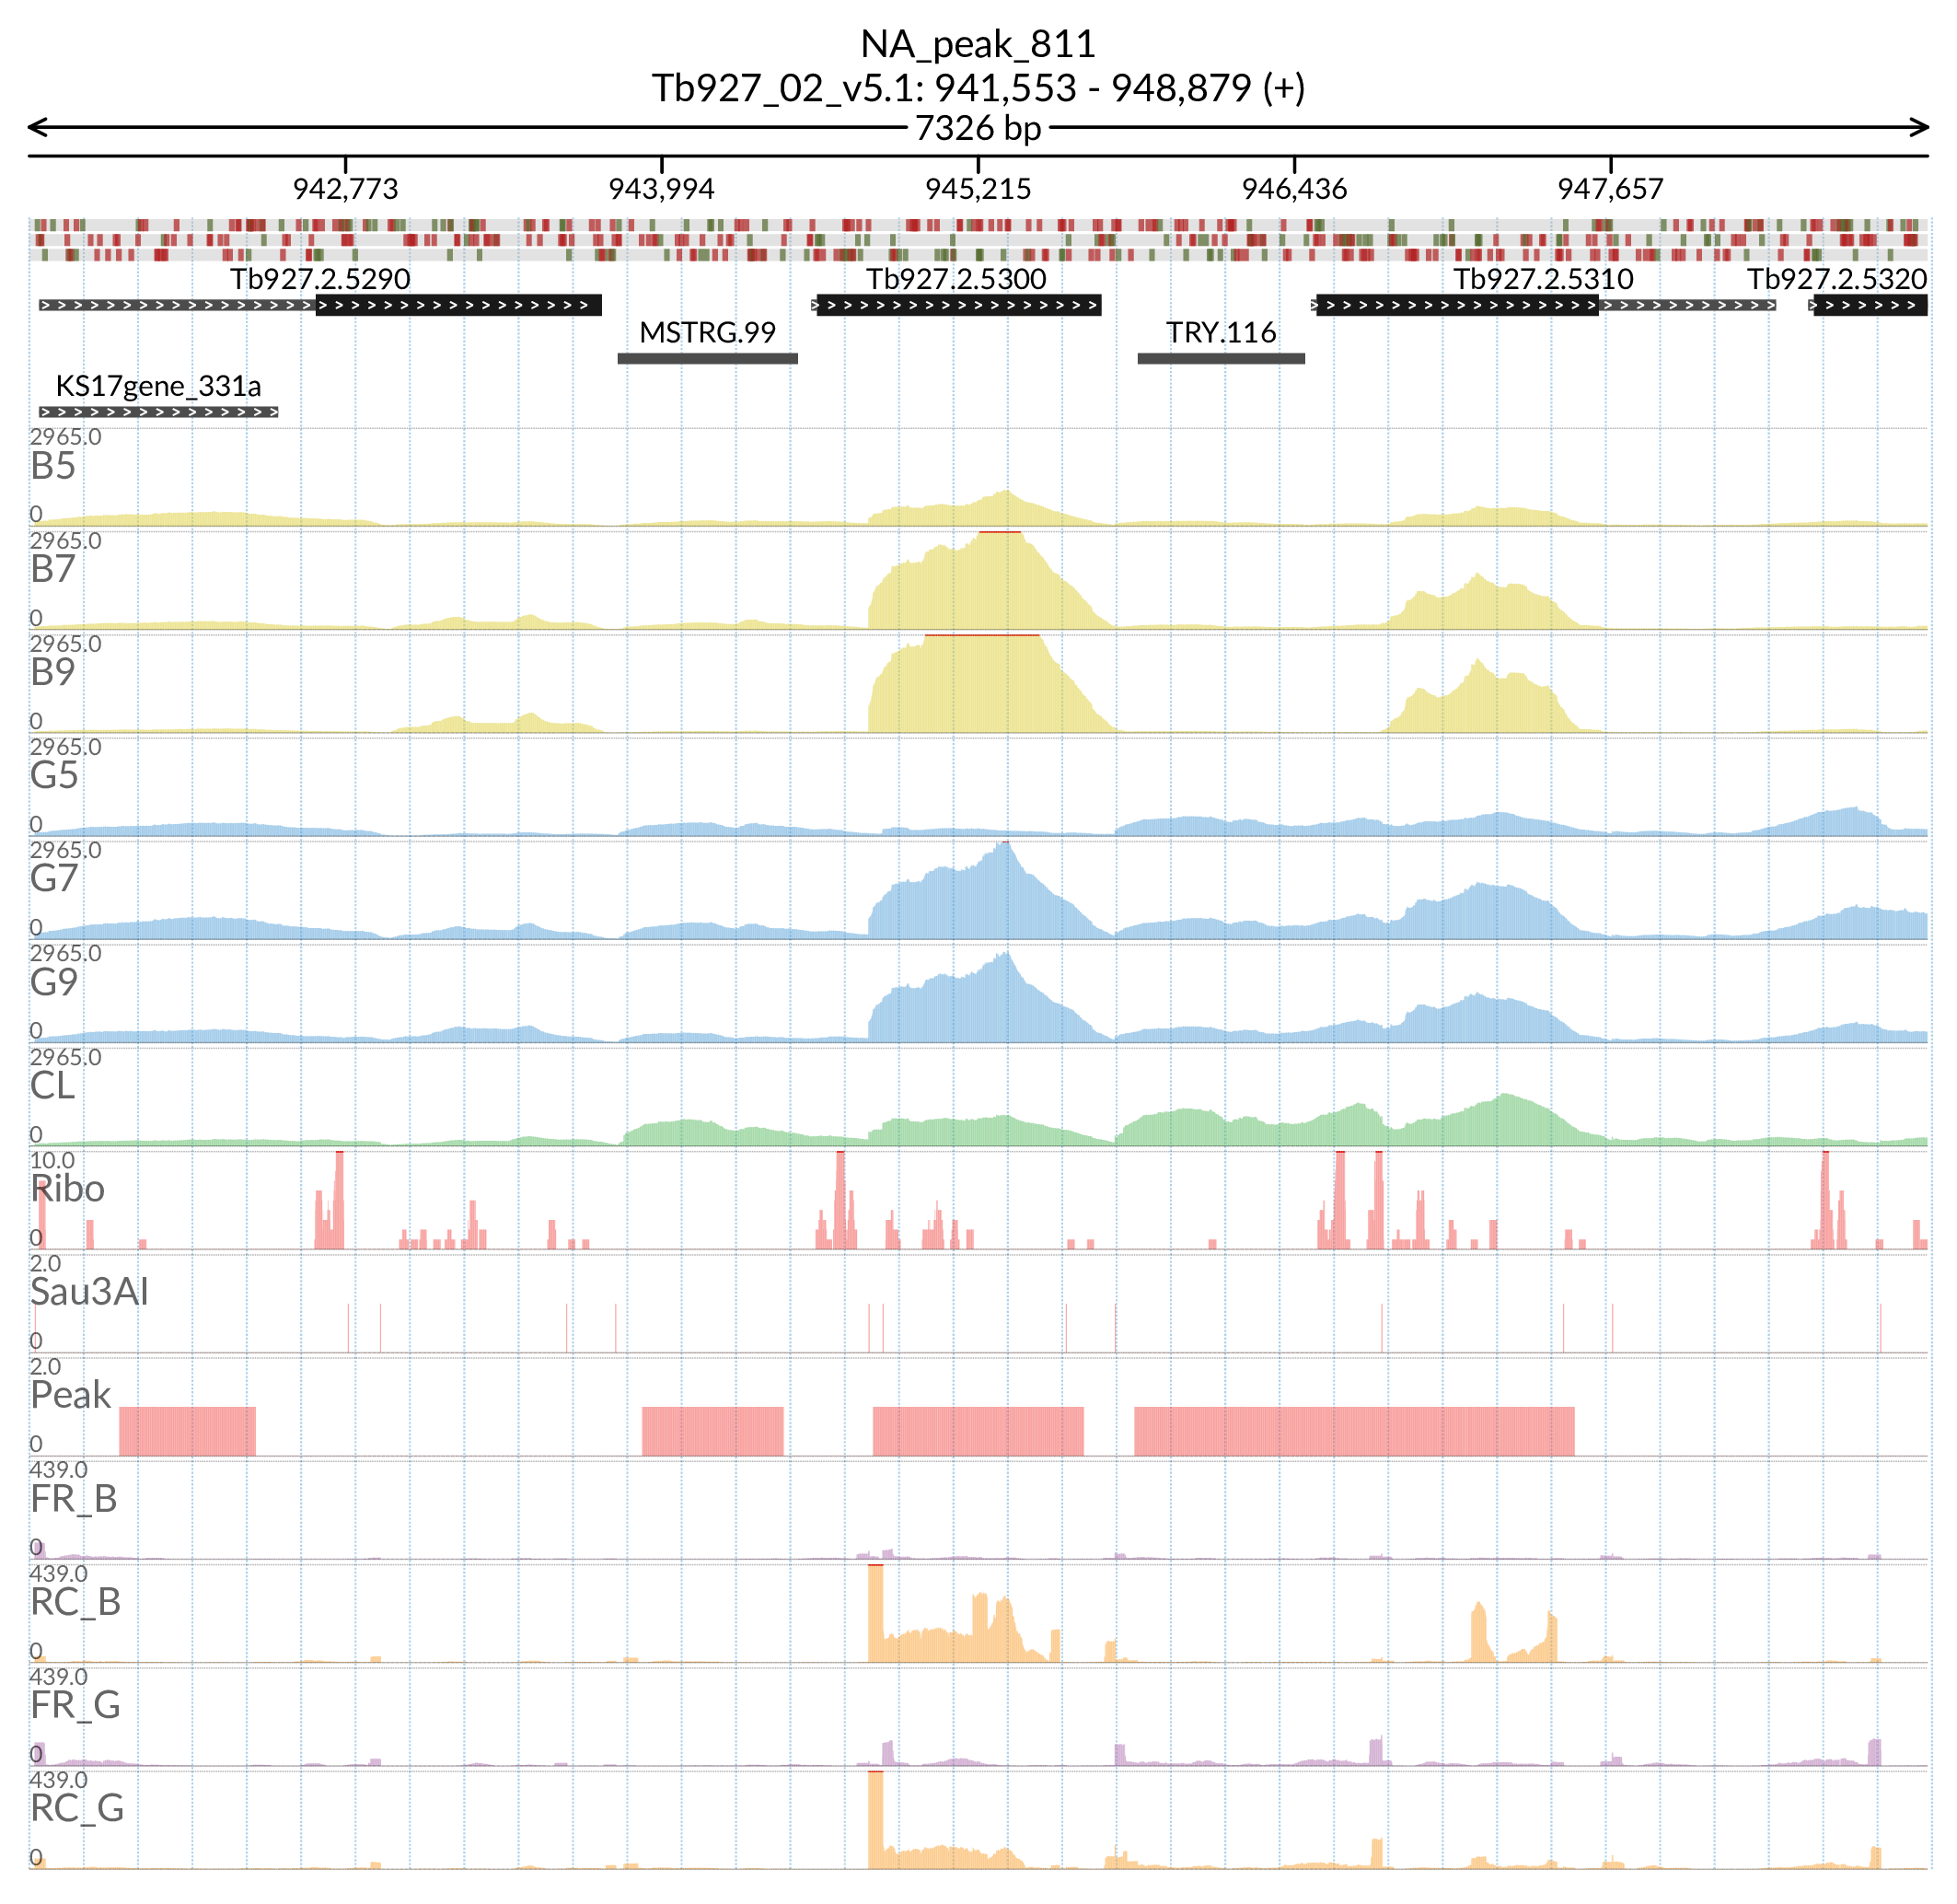 NA_peak_811
Tb927_02_v5.1: 941,553 - 948,879 (+)
7326 bp
942,773 943,994 945,215 946,436 947,657
Tb927.2.5290 Tb927.2.5300 Tb927.2.5310 Tb927.2.5320
MSTRG.99 TRY.116
KS17gene_331a
2965.0
B5
0
2965.0
B7
0
2965.0
B9
0
2965.0
G5
0
2965.0
G7
0
2965.0
G9
0
2965.0
CL
0
10.0
Ribo
0
2.0
Sau3AI
0
2.0
Peak
0
439.0
FR_B
0
439.0
RC_B
0
439.0
FR_G
0
439.0
RC_G
0